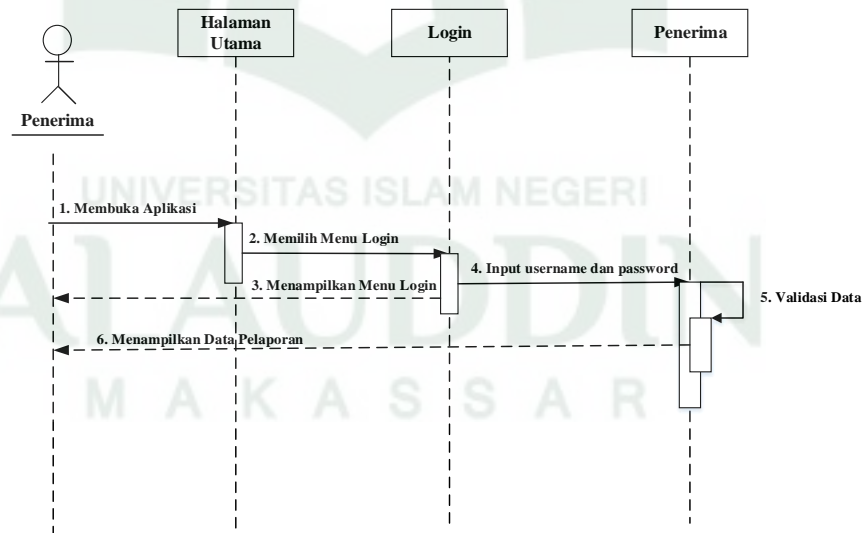 Halaman
Utama
Login
Penerima
Penerima
UNIVERSITAS ISLAM NEGERI
1. Membuka Aplikasi
2. Memilih Menu Login
ALAUDDIN
4. Input username dan password
3. Menampilkan Menu Login
5. Validasi Data
6. Menampilkan Data Pelaporan
MAKASSAR